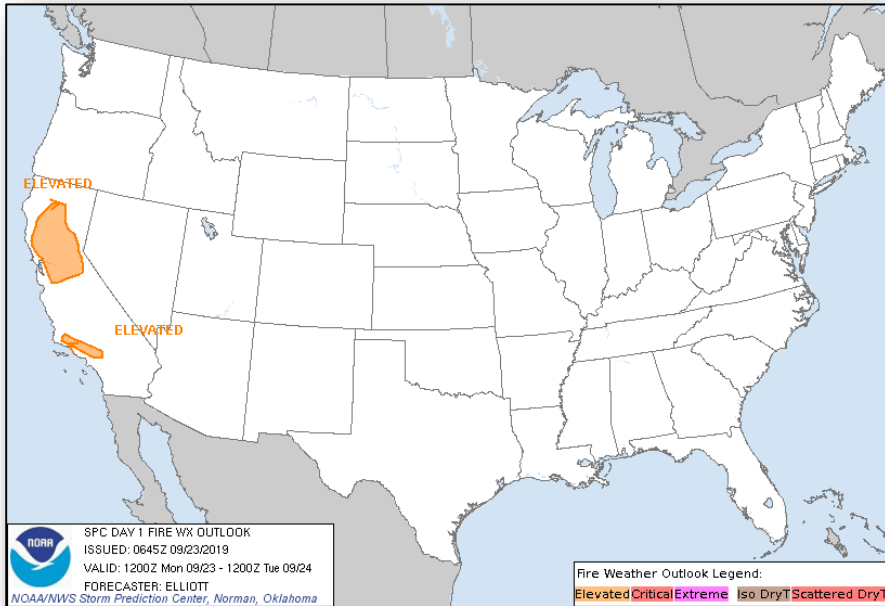 ELEVATED
ELEVATED
NOAA
SPC DAY 1 FIRE WX OUTLOOK
ISSUED: 0645Z 09/23/2019
VALID: 1200Z Mon 09/23 - 1200Z Tue 09/24
FORECASTER: ELLIOTT
NOAA/NWS Storm Prediction Center, Norman, Oklahoma
Fire Weather Outlook Legend:
Elevated Critical Extreme Iso DryT Scattered DryT